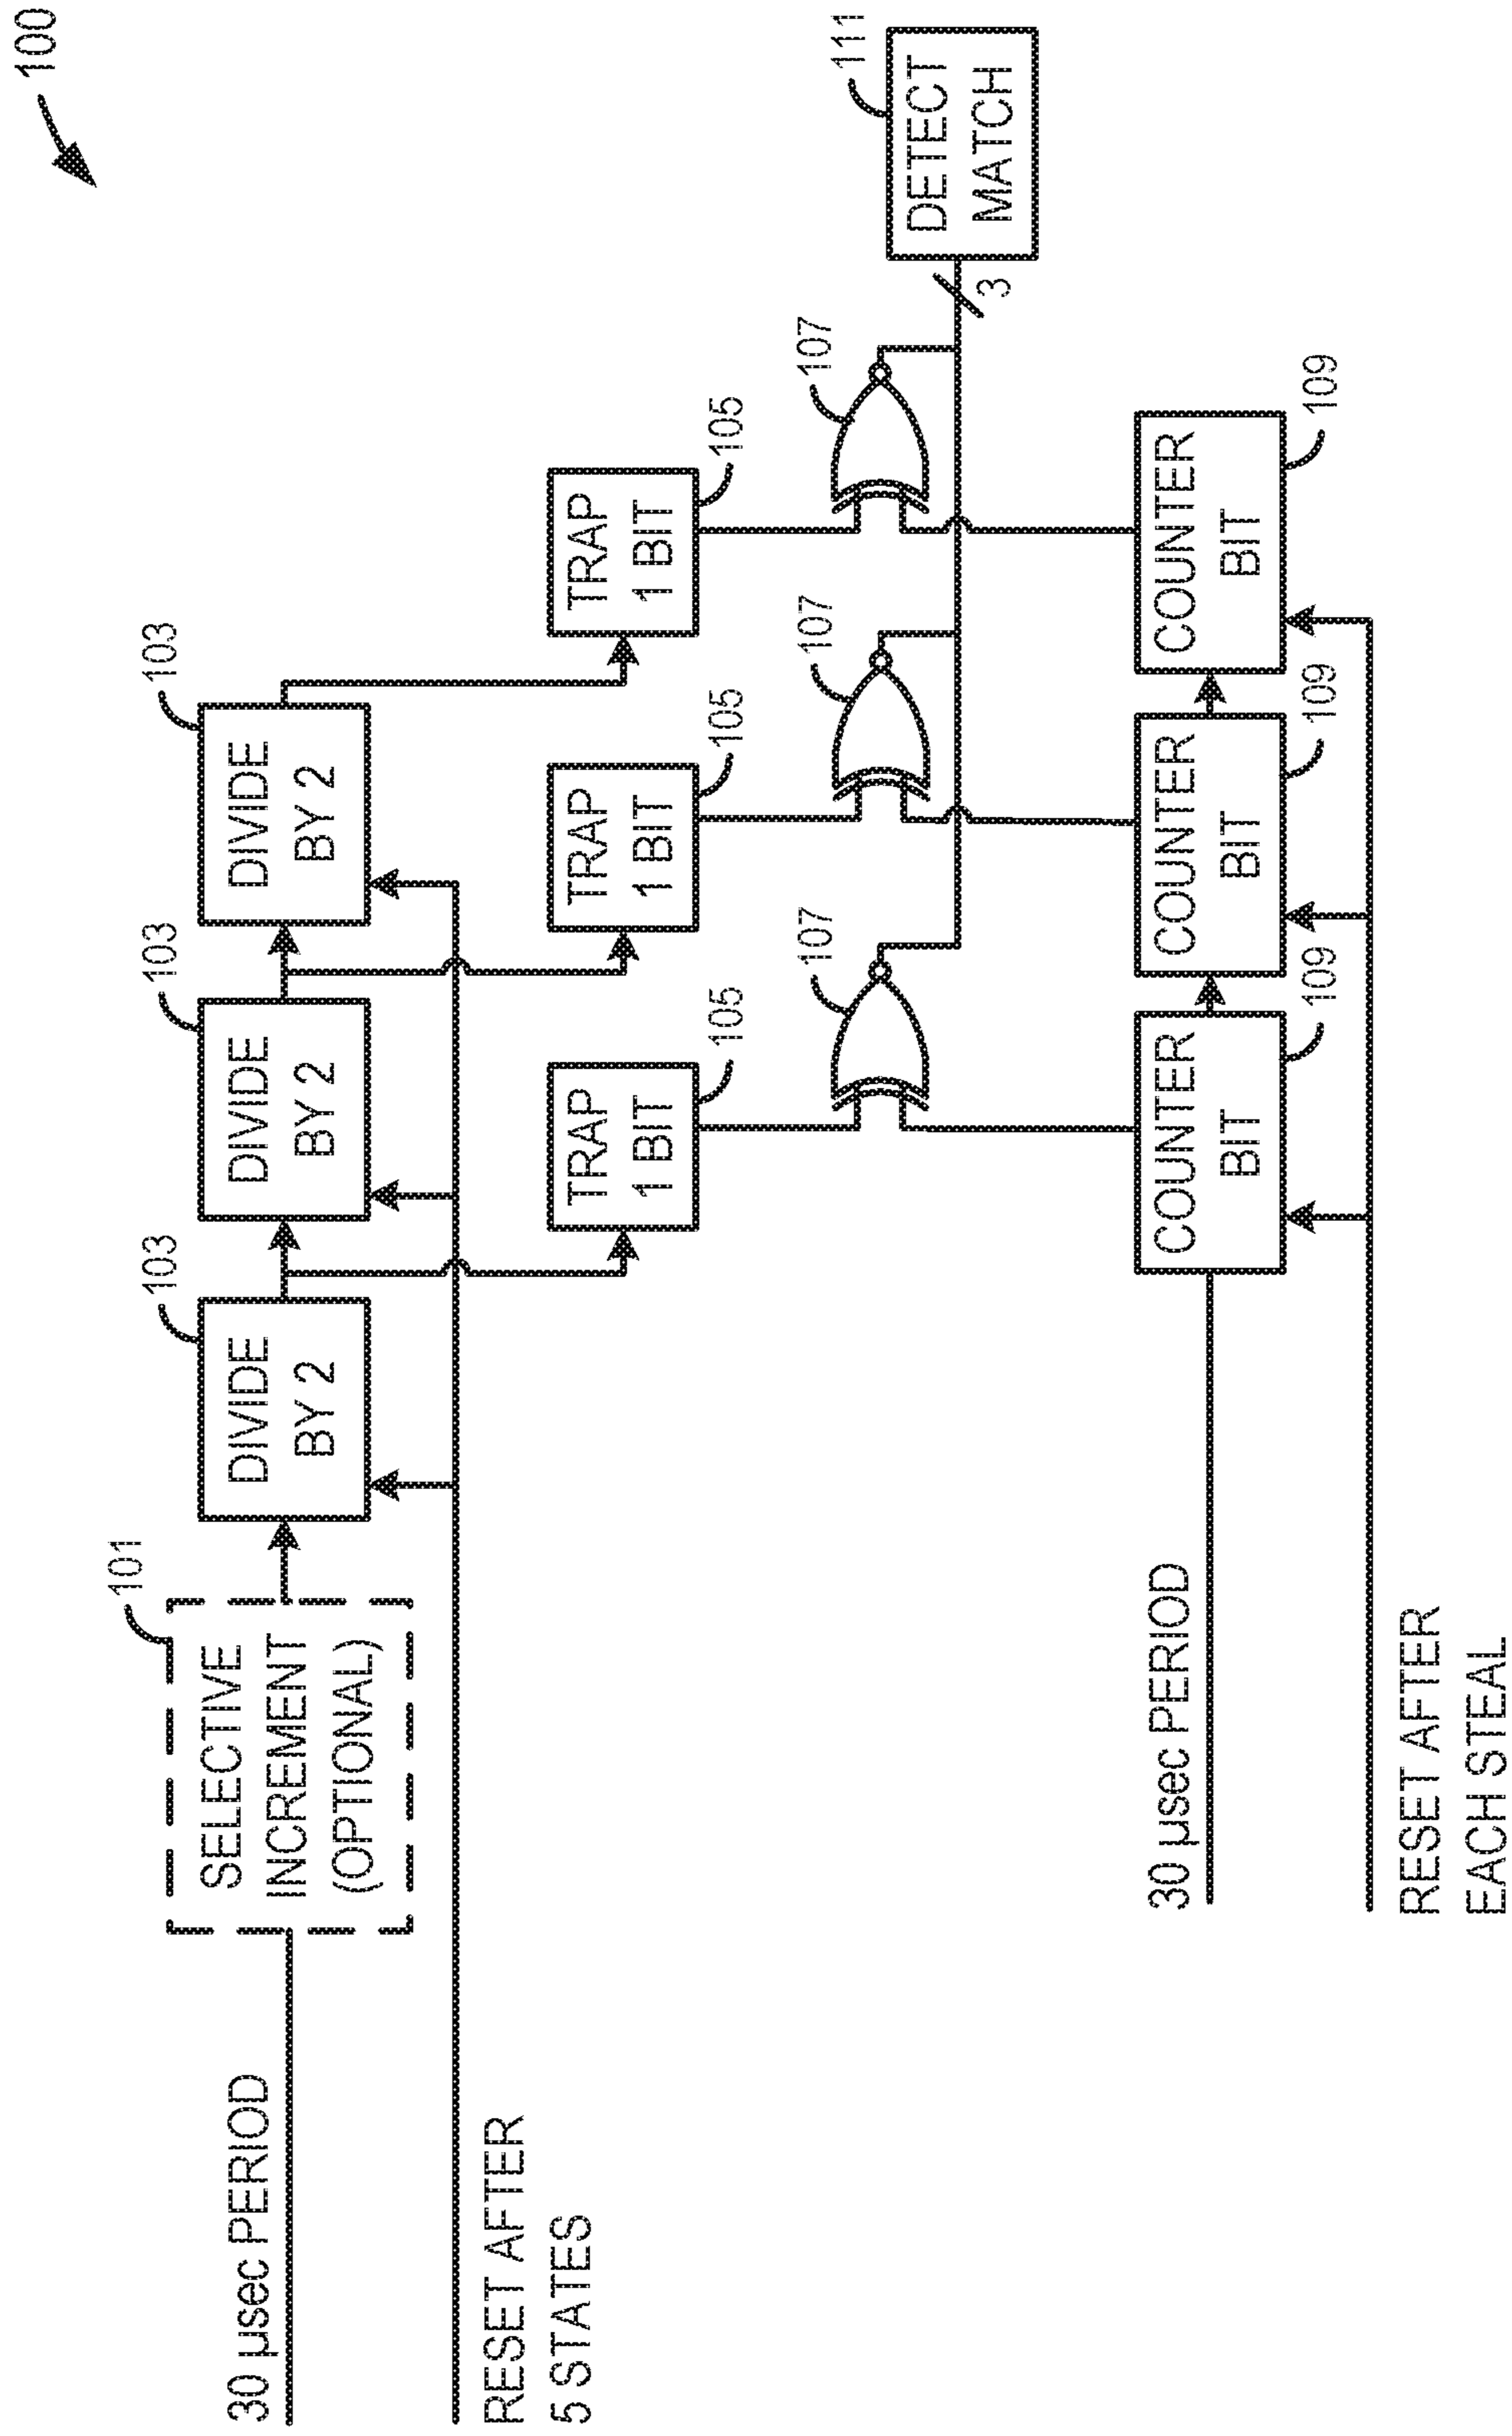 100
101
SELECTIVE
INCREMENT
(OPTIONAL)
103
DIVIDE
BY 2
103
DIVIDE
BY 2
103
DIVIDE
BY 2
30 µsec PERIOD
RESET AFTER
5 STATES
TRAP
1 BIT
105
TRAP
1 BIT
105
TRAP
1 BIT
105
107
107
107
111
DETECT
MATCH
3
30 µsec PERIOD
COUNTER
BIT
109
COUNTER
BIT
109
COUNTER
BIT
109
RESET AFTER
EACH STEAL